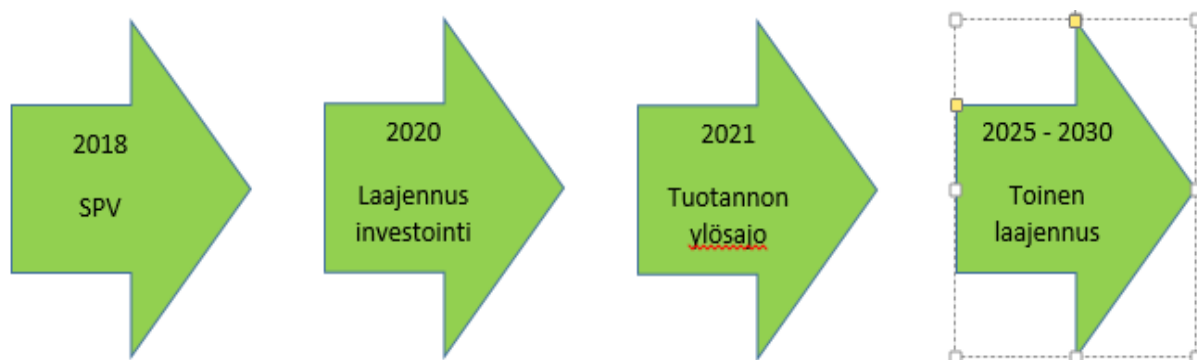 2018
SPV
2020
Laajennus
investointi
2021
Tuotannon
ylösajo
2025 - 2030
Toinen
laajennus